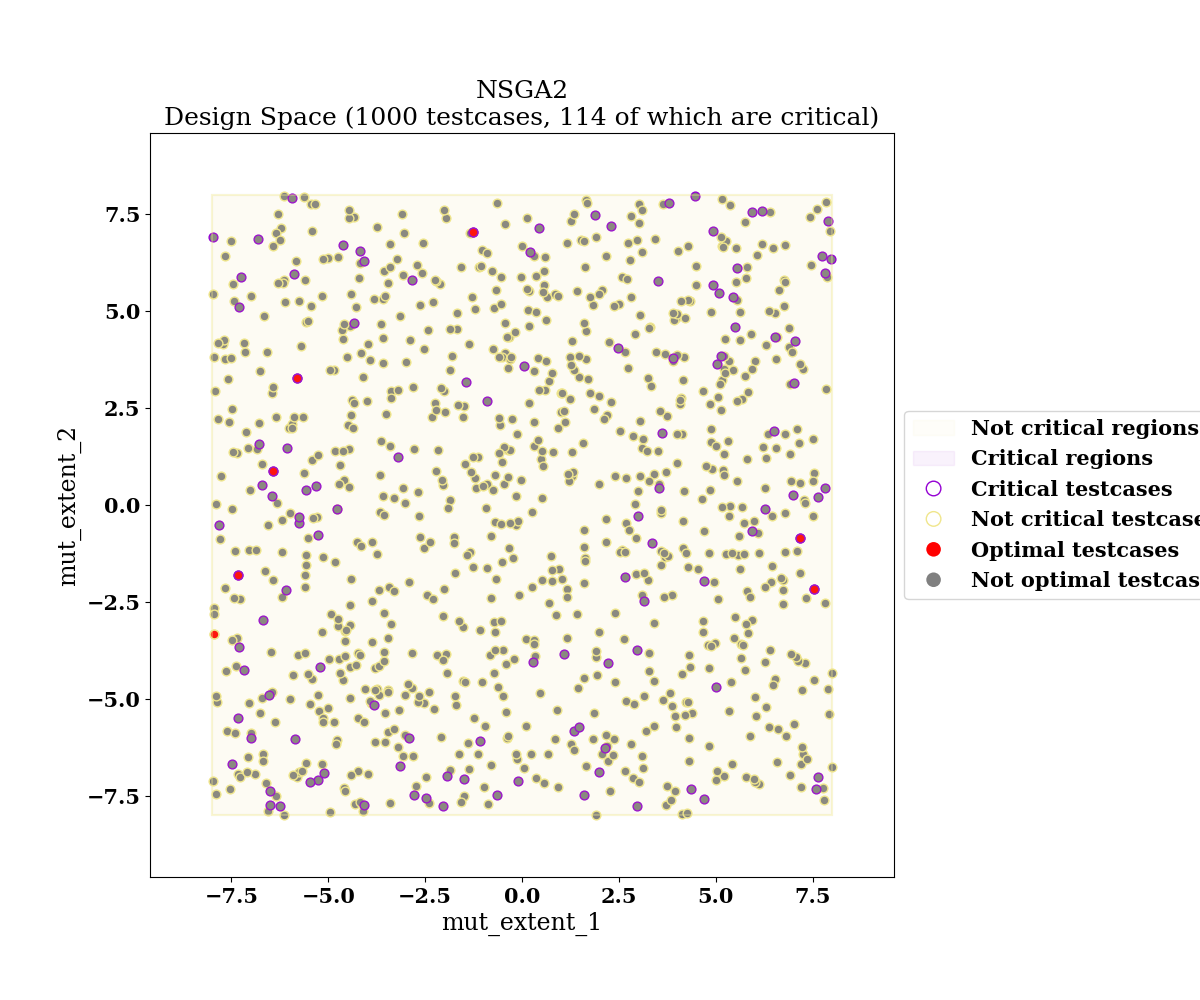 NSGA2
Design Space (1000 testcases, 114 of which are critical)
mut_extent_2
7.5
5.0
2.5
0.0
−2.5
−5.0
−7.5
−7.5 −5.0 −2.5 0.0 2.5 5.0 7.5
mut_extent_1
Not critical regions
Critical regions
Critical testcases
Not critical testcase
Optimal testcases
Not optimal testcas